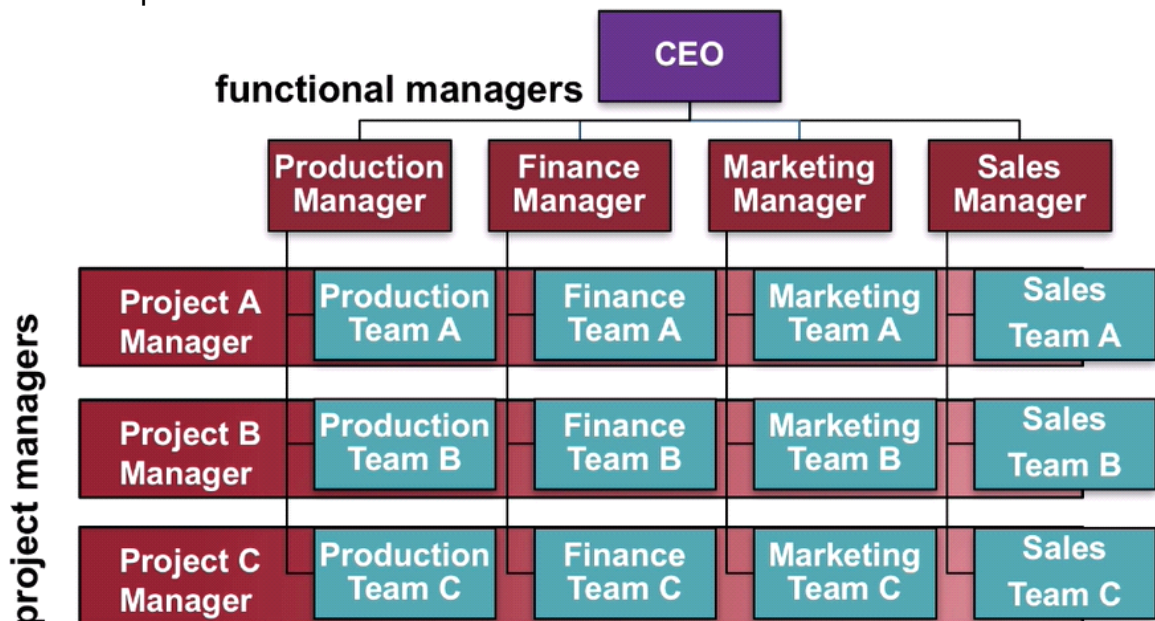 CEO
functional managers
Production
Manager
Finance
Manager
Marketing
Manager
Sales
Manager
project managers
Project A
Manager
Production
Team A
Finance
Team A
Marketing
Team A
Sales
Team A
Project B
Manager
Production
Team B
Finance
Team B
Marketing
Team B
Sales
Team B
Project C
Manager
Production
Team C
Finance
Team C
Marketing
Team C
Sales
Team C